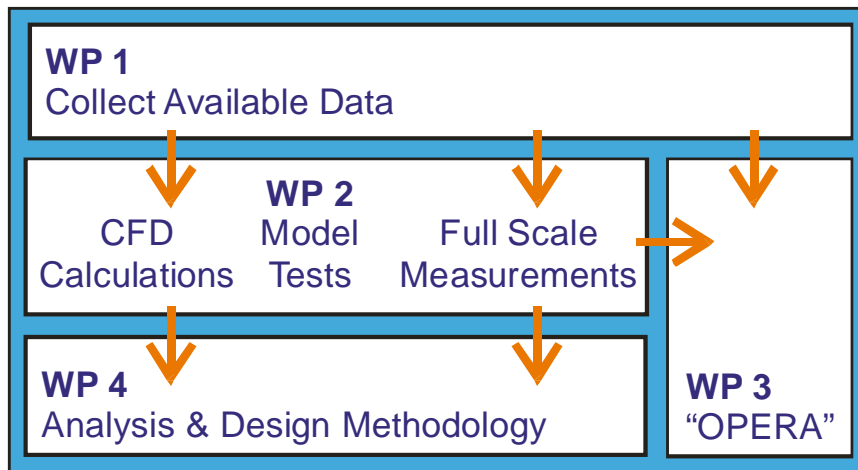 WP 1
Collect Available Data
WP 2
CFD Model Full Scale
Calculations Tests Measurements
WP 4
Analysis & Design Methodology
WP 3
“OPERA”